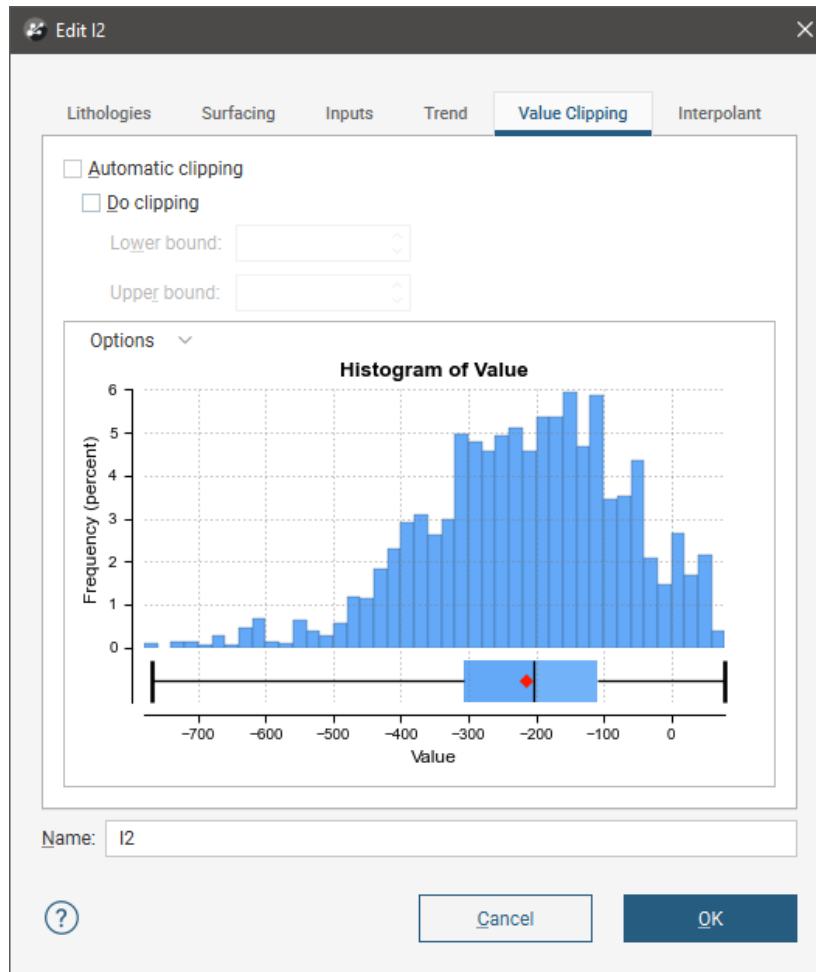 Edit I2
Lithologies Surfacing Inputs Trend Value Clipping Interpolant
Automatic clipping
Do clipping
Lower bound:
Upper bound:
Options
Histogram of Value
Frequency (percent)
6
5
4
3
2
1
0
−700 −600 −500 −400 −300 −200 −100 0
Value
Name: I2
? Cancel OK